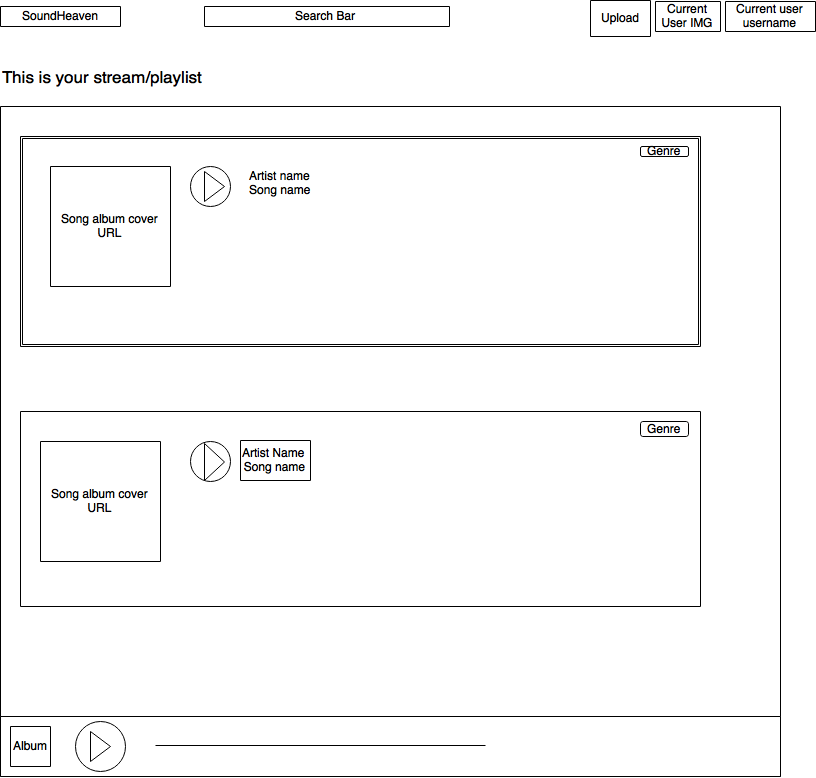 SoundHeaven
Search Bar
Upload
Current
User IMG
Current user
username
This is your stream/playlist
Genre
Artist name
Song name
Song album cover
URL
Genre
Artist Name
Song name
Song album cover
URL
Album